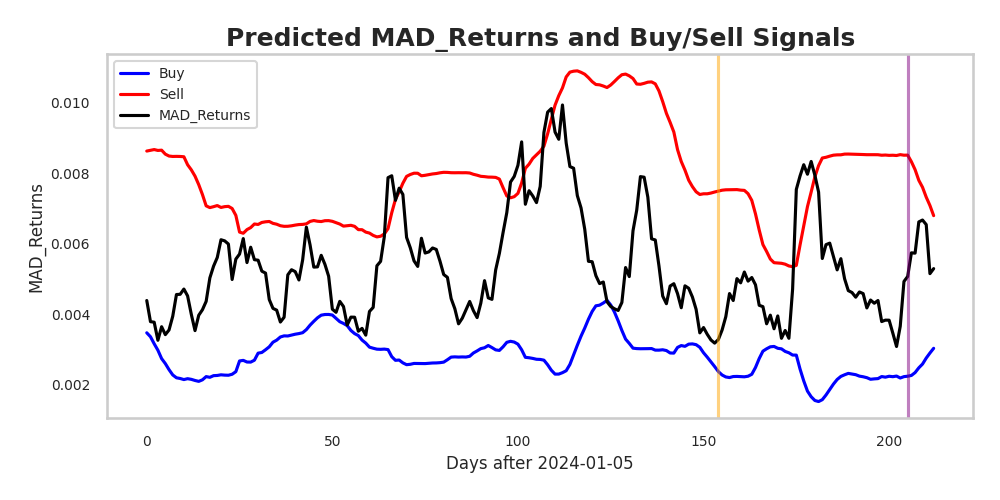 Predicted MAD_Returns and Buy/Sell Signals
Buy
Sell
MAD_Returns
0.010
0.008
0.006
0.004
0.002
MAD_Returns
0
50
100
150
200
Days after 2024-01-05